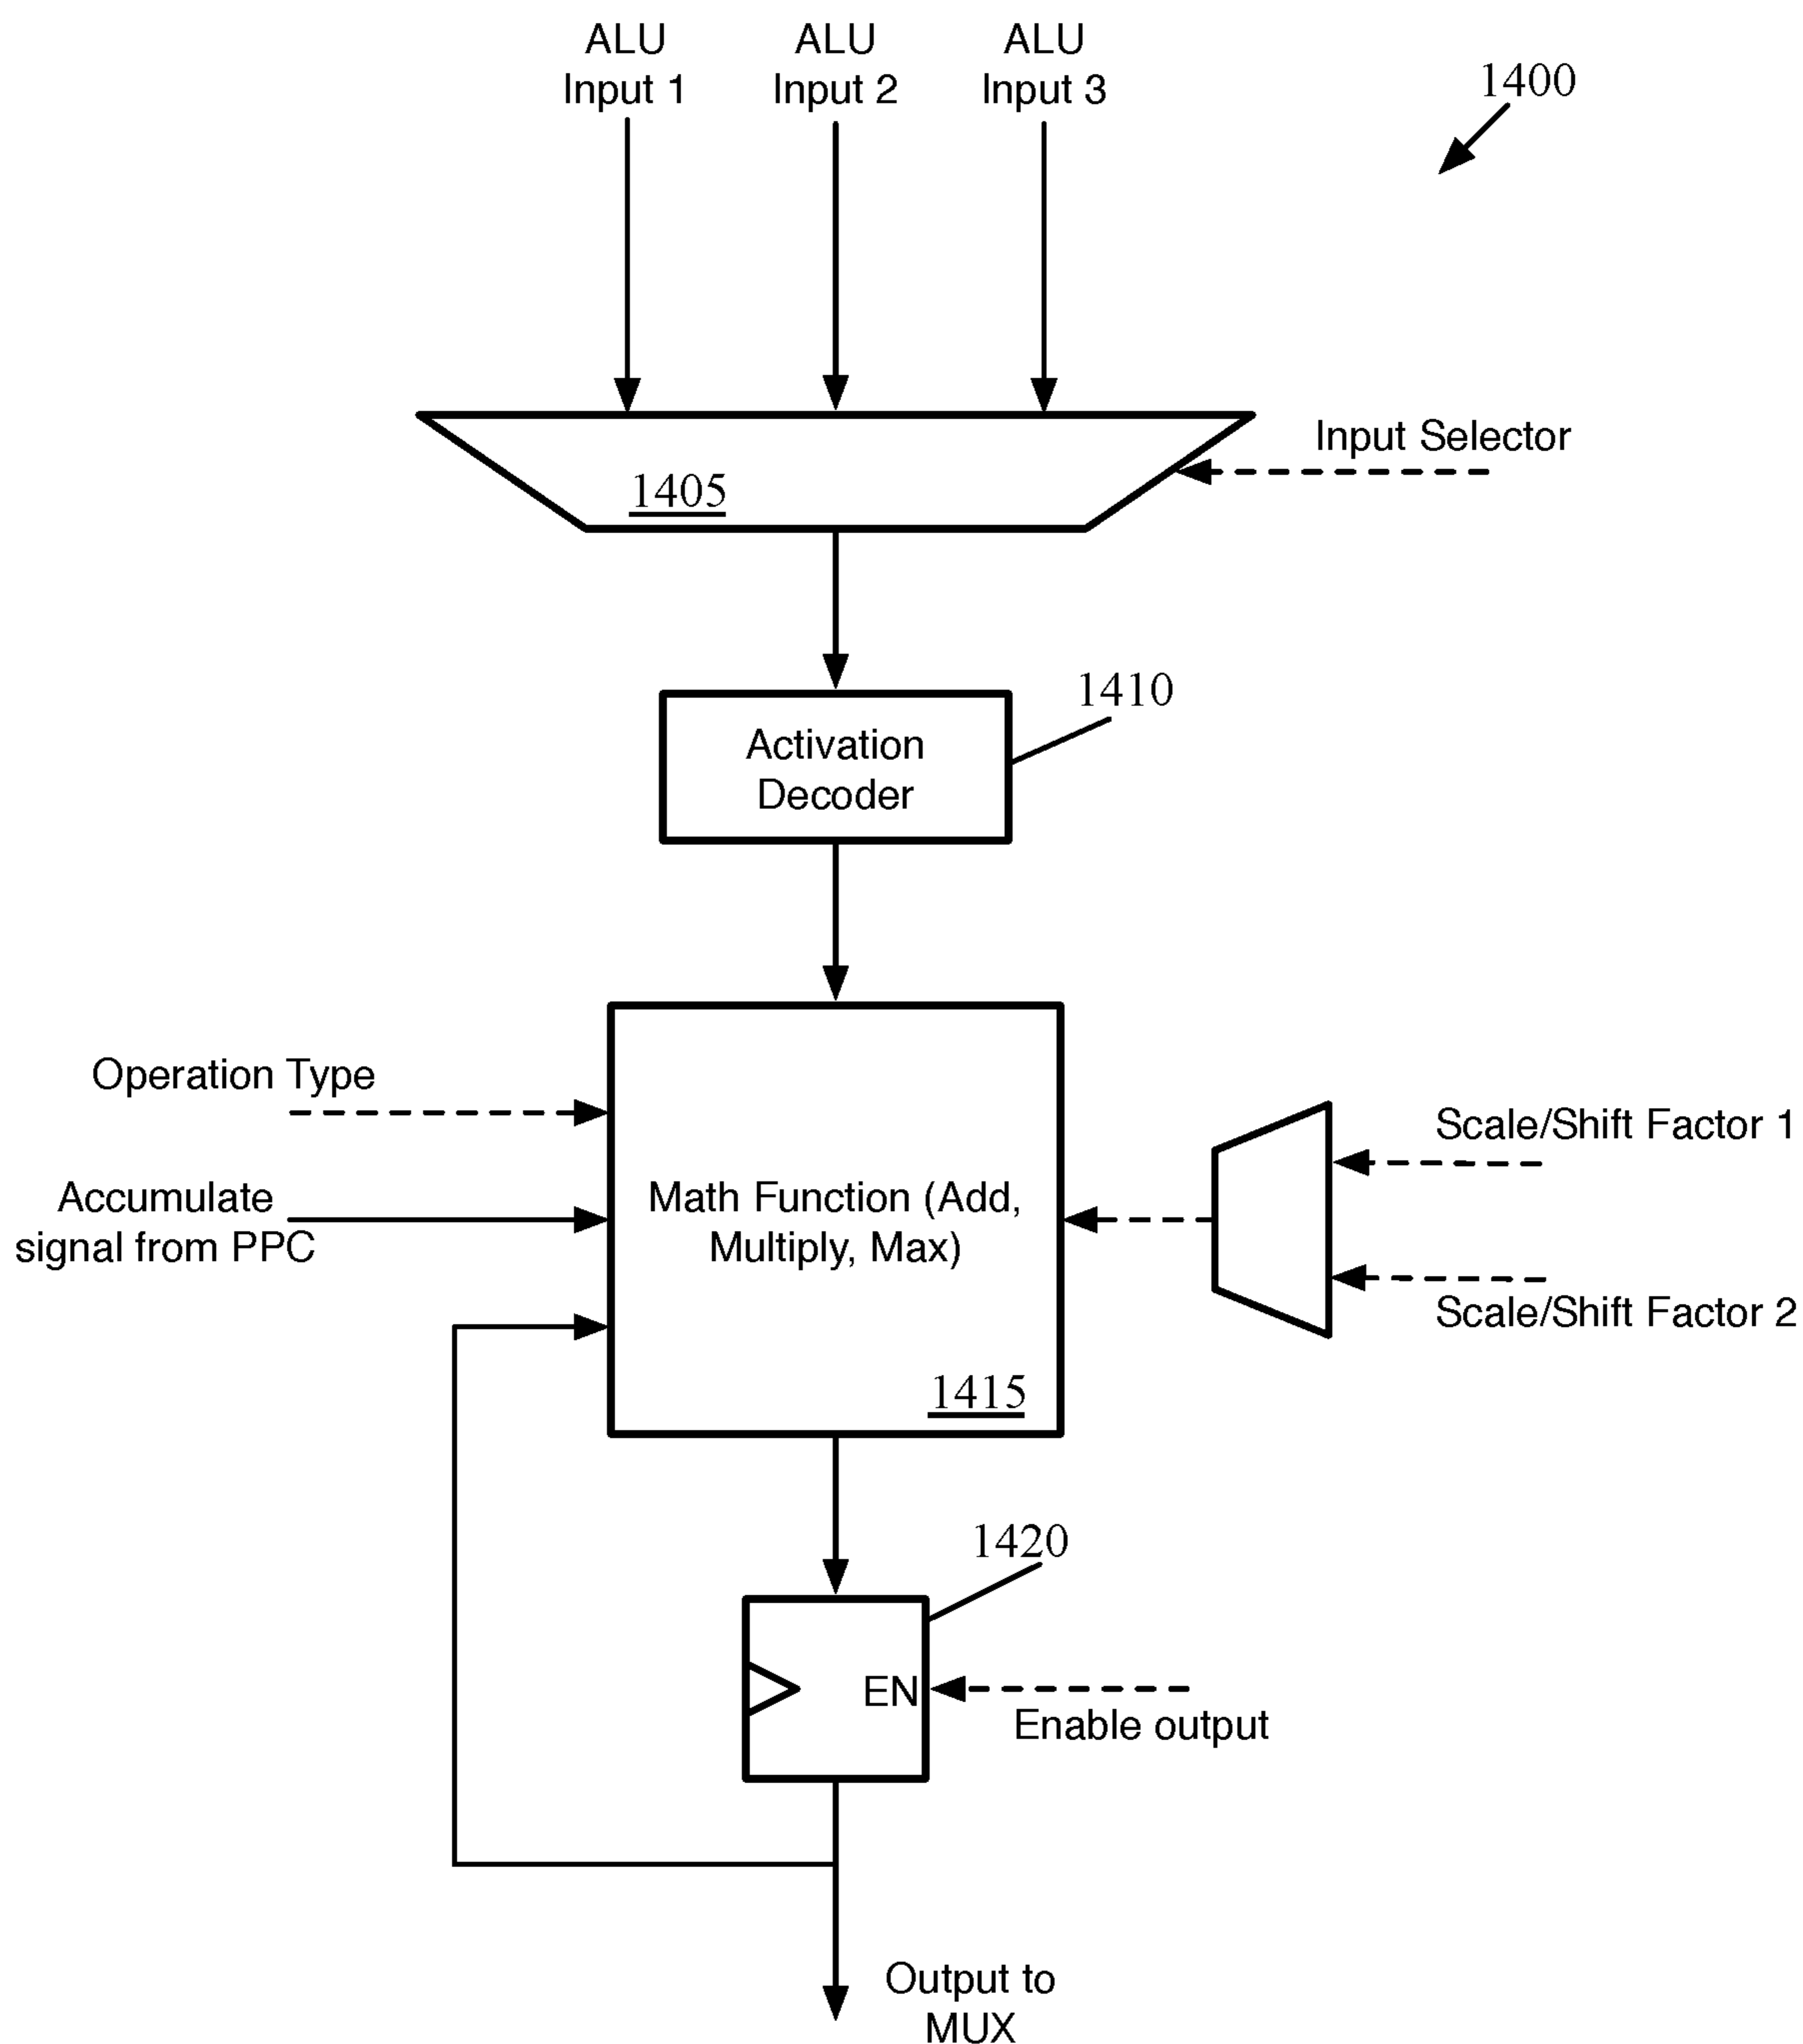 ALU
Input 1
ALU
Input 2
ALU
Input 3
1400
Input Selector
1405
1410
Activation
Decoder
Operation Type
Accumulate
signal from PPC
Math Function (Add,
Multiply, Max)
1415
Scale/Shift Factor 1
Scale/Shift Factor 2
1420
EN
Enable output
Output to
MUX